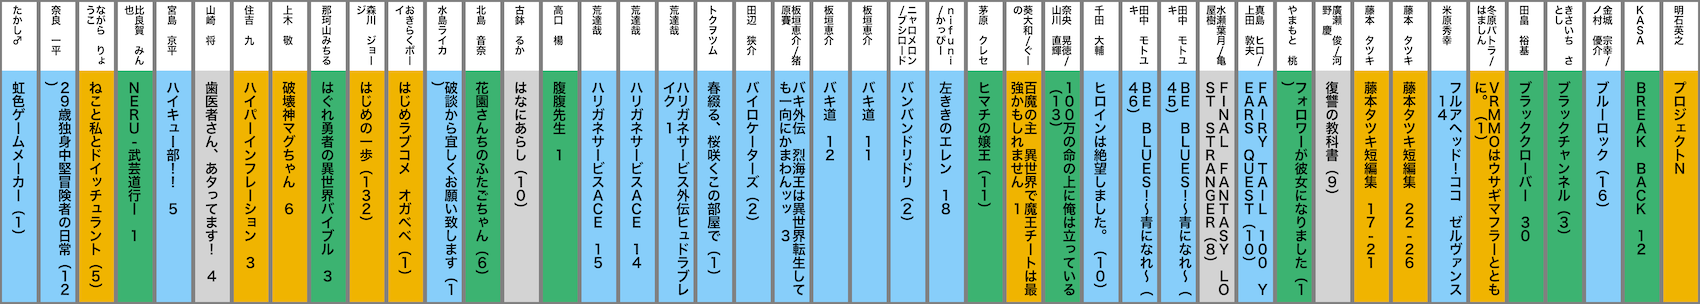 明石英之
プロジェクトN
KASA
BREAK BACK 12
金城 宗幸/
ノ村 優介
ブルーロック (16)
きさいち さ
とし
ブラックチャンネル (3)
田畠 裕基
ブラッククローバー 30
冬原パトラ/
はましん
VRMMOはウサギマフラーととも
に。 (1)
米原秀幸
フルアヘッド!ココ ゼルヴァンス
14
藤本 タツキ
藤本タツキ短編集 22-26
藤本 タツキ
藤本タツキ短編集 17-21
廣瀬 俊/河
野 慶
復讐の教科書 (9)
やまもと 桃
フォロワーが彼女になりました (1
)
真島 ヒロ/
上田 敦夫
FAIRY TAIL 100 Y
EARS QUEST (10)
水瀬葉月/亀
屋樹
FINAL FANTASY LO
ST STRANGER (8)
田中 モトユ
キ
BE BLUES!~青になれ~ (
45)
田中 モトユ
キ
BE BLUES!~青になれ~ (
46)
千田 大輔
ヒロインは絶望しました。 (10)
奈央 晃徳/
山川 直輝
100万の命の上に俺は立っている
(13)
葵大和/ぐー
の
百魔の主 異世界で魔王チートは最
強かもしれません 1
茅原 クレセ
ヒマチの嬢王 (11)
nifuni
/かっぴー
左ききのエレン 18
ニャロメロン
/ブシロード
バンバンドリドリ (2)
板垣恵介
バキ道 11
板垣恵介
バキ道 12
板垣恵介/猪
原賽
バキ外伝 烈海王は異世界転生して
も一向にかまわんッッ 3
田辺 狭介
バイロケーターズ (2)
トクヲツム
春綴る、桜咲くこの部屋で (1)
荒達哉
ハリガネサービス外伝ヒュドラブレ
イク 1
荒達哉
ハリガネサービスACE 14
荒達哉
ハリガネサービスACE 15
高口 楊
腹腹先生 1
古鉢 るか
はなにあらし (10)
北島 音奈
花園さんちのふたごちゃん (6)
水島ライカ
破談から宜しくお願い致します (1
)
おきらくボー
イ
はじめラブコメ オガベベ (1)
森川 ジョー
ジ
はじめの一歩 (132)
那珂山みちる
はぐれ勇者の異世界バイブル 3
上木 敬
破壊神マグちゃん 6
住吉 九
ハイパーインフレーション 3
山崎 将
歯医者さん、あタってます! 4
宮島 京平
ハイキュー部!! 5
比良賀 みん
也
NERU-武芸道行- 1
ながら りょ
うこ
ねこと私とドイッチュラント (5)
奈良 一平
29歳独身中堅冒険者の日常 (12
)
たかし♂
虹色ゲームメーカー (1)